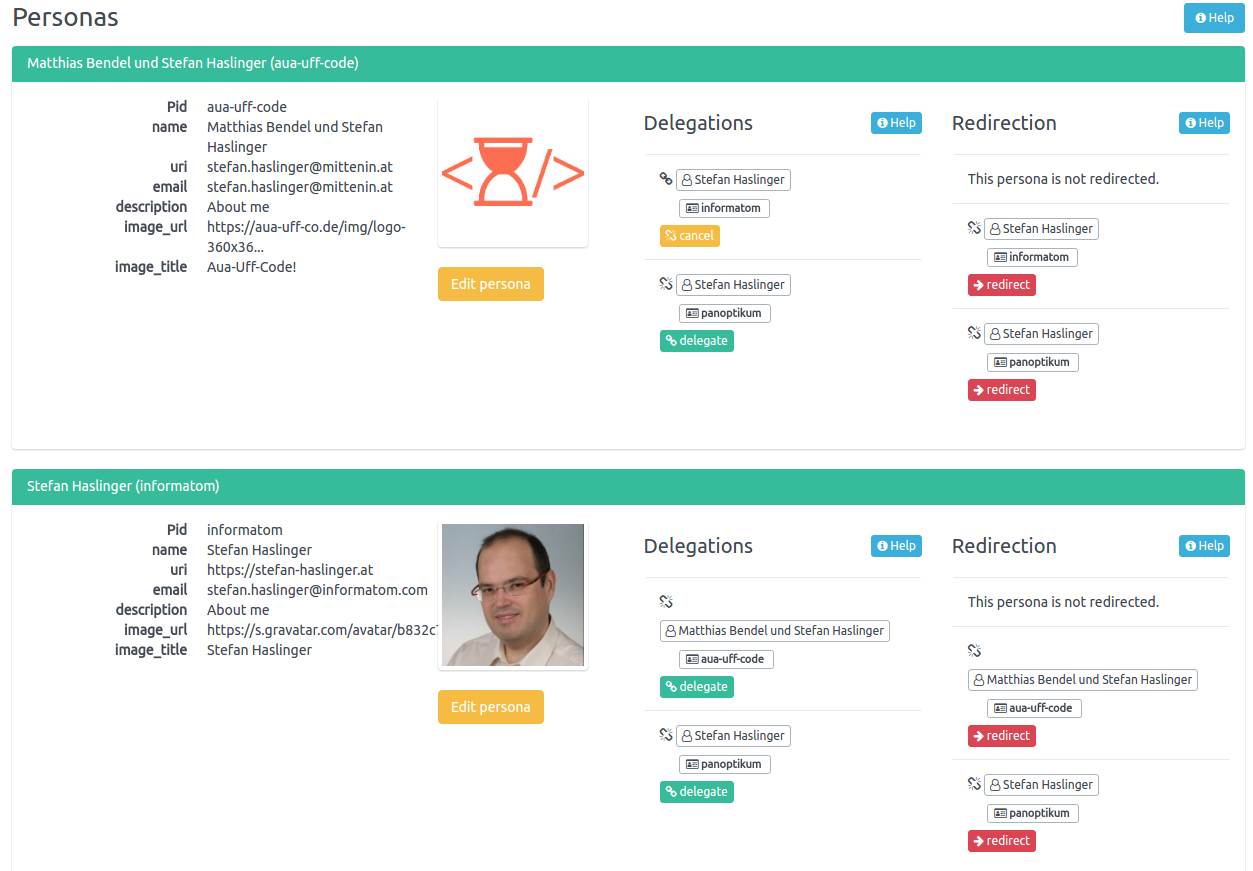 Personas
Help
Matthias Bendel und Stefan Haslinger (aua-uff-code)
Pid aua-uff-code
name Matthias Bendel und Stefan
Haslinger
uri stefan.haslinger@mittenin.at
email stefan.haslinger@mittenin.at
description About me
image_url https://aua-uff-co.de/img/logo-
360x36...
image_title Aua-Uff-Code!
Edit persona
Delegations
Help
Stefan Haslinger
informatom
cancel
Stefan Haslinger
panoptikum
delegate
Redirection
Help
This persona is not redirected.
Stefan Haslinger
informatom
redirect
Stefan Haslinger
panoptikum
redirect
Stefan Haslinger (informatom)
Pid informatom
name Stefan Haslinger
uri https://stefan-haslinger.at
email stefan.haslinger@informatom.com
description About me
image_url https://s.gravatar.com/avatar/b832c
image_title Stefan Haslinger
Edit persona
Delegations
Help
Matthias Bendel und Stefan Haslinger
aua-uff-code
delegate
Stefan Haslinger
panoptikum
delegate
Redirection
Help
This persona is not redirected.
Matthias Bendel und Stefan Haslinger
aua-uff-code
redirect
Stefan Haslinger
panoptikum
redirect